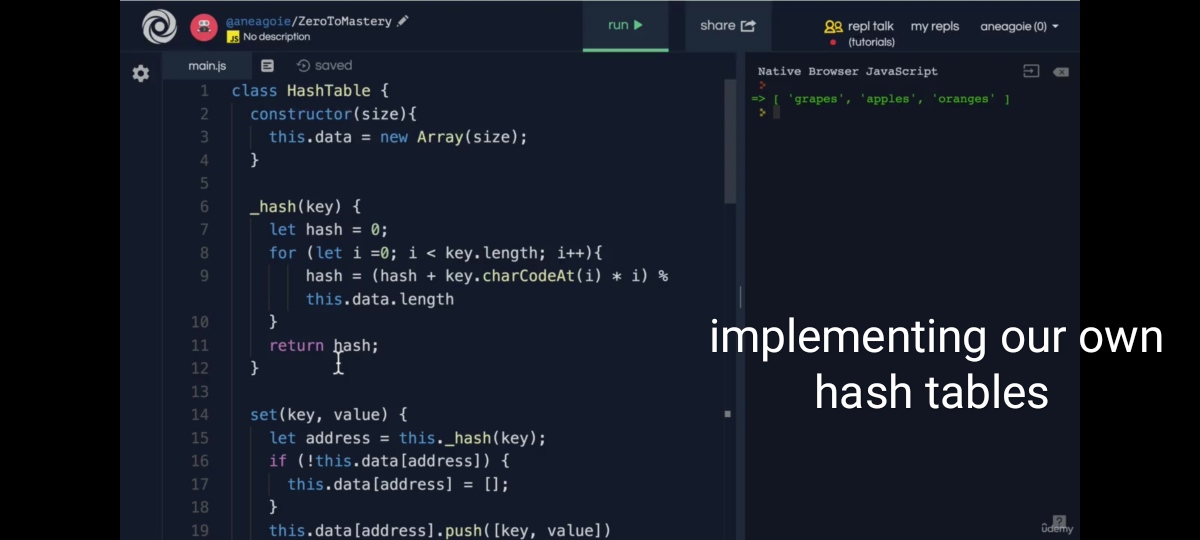 @aneagoie/ZeroToMastery
JS No description
run
share
repl talk
(tutorials)
my repls
aneagoie (0)
main.js
saved
1 class HashTable {
2 constructor(size){
3 this.data = new Array(size);
4 }
5
6 _hash(key) {
7 let hash = 0;
8 for (let i =0; i < key.length; i++){
9 hash = (hash + key.charCodeAt(i) * i) %
this.data.length
10 }
11 return hash;
12 }
13
14 set(key, value) {
15 let address = this._hash(key);
16 if (!this.data[address]) {
17 this.data[address] = [];
18 }
19 this.data[address].push([key, value])
Native Browser JavaScript
=> [ 'grapes', 'apples', 'oranges' ]
implementing our own
hash tables
?
ûdemy